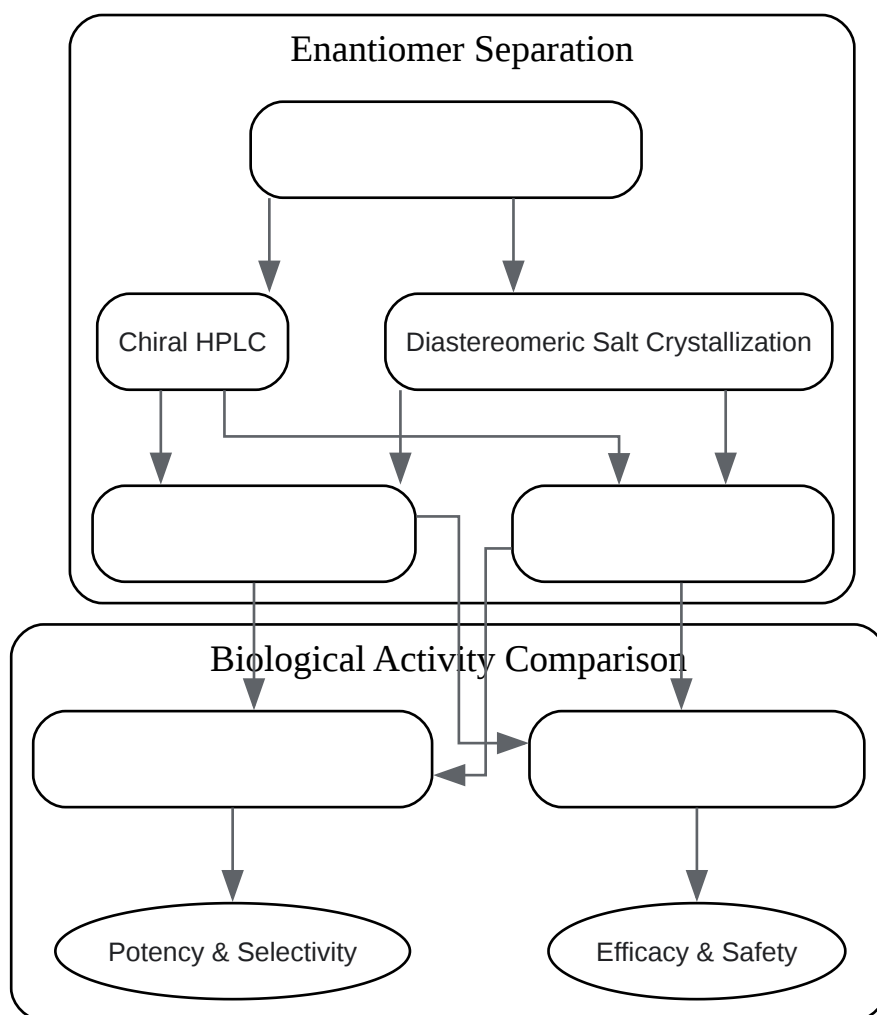 Enantiomer Separation
Chiral HPLC
Diastereomeric Salt Crystallization
Biological Activity Comparison
Potency & Selectivity
Efficacy & Safety